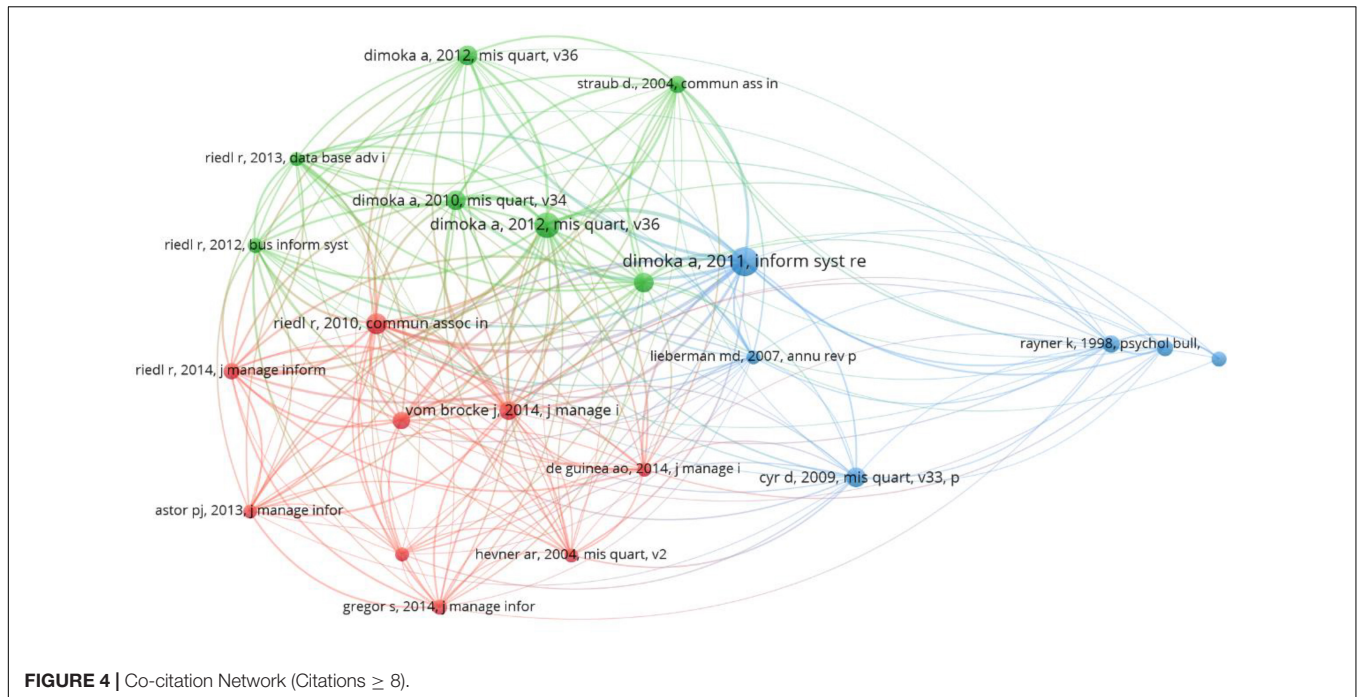 dimoka a, 2012, mis quart, v36
straub d., 2004, commun ass in
riedl r, 2013, data base adv i
dimoka a, 2010, mis quart, v34
dimoka a, 2012, mis quart, v36
riedl r, 2012, bus inform syst
dimoka a, 2011, inform syst re
riedl r, 2010, commun assoc in
rayner k, 1998, psychol bull,
lieberman md, 2007, annu rev p
riedl r, 2014, j manage inform
vom brocke j, 2014, j manage i
de guinea ao, 2014, j manage i
cyr d, 2009, mis quart, v33, p
astor pj, 2013, j manage infor
hevner ar, 2004, mis quart, v2
gregor s, 2014, j manage infor
FIGURE 4 | Co-citation Network (Citations ≥ 8).